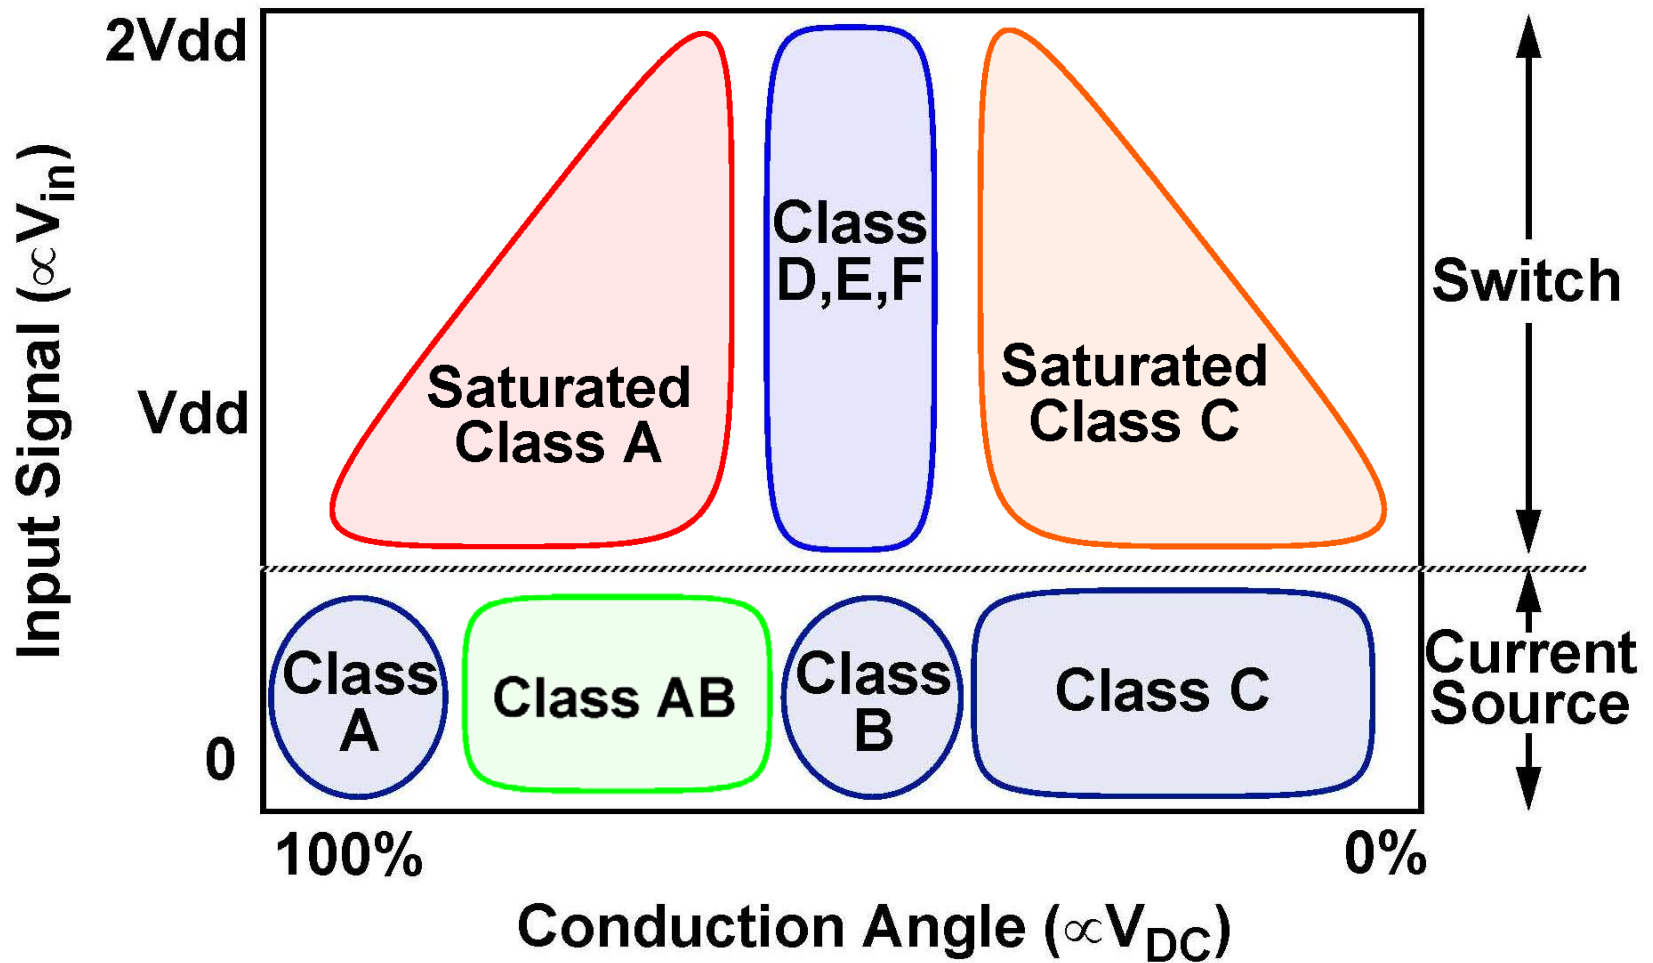 2Vdd
Vdd
0
Input Signal (∝Vin)
Class
D,E,F
Saturated
Class A
Saturated
Class C
Switch
Class
A
Class AB
Class
B
Class C
Current
Source
100%
0%
Conduction Angle (∝VDC)